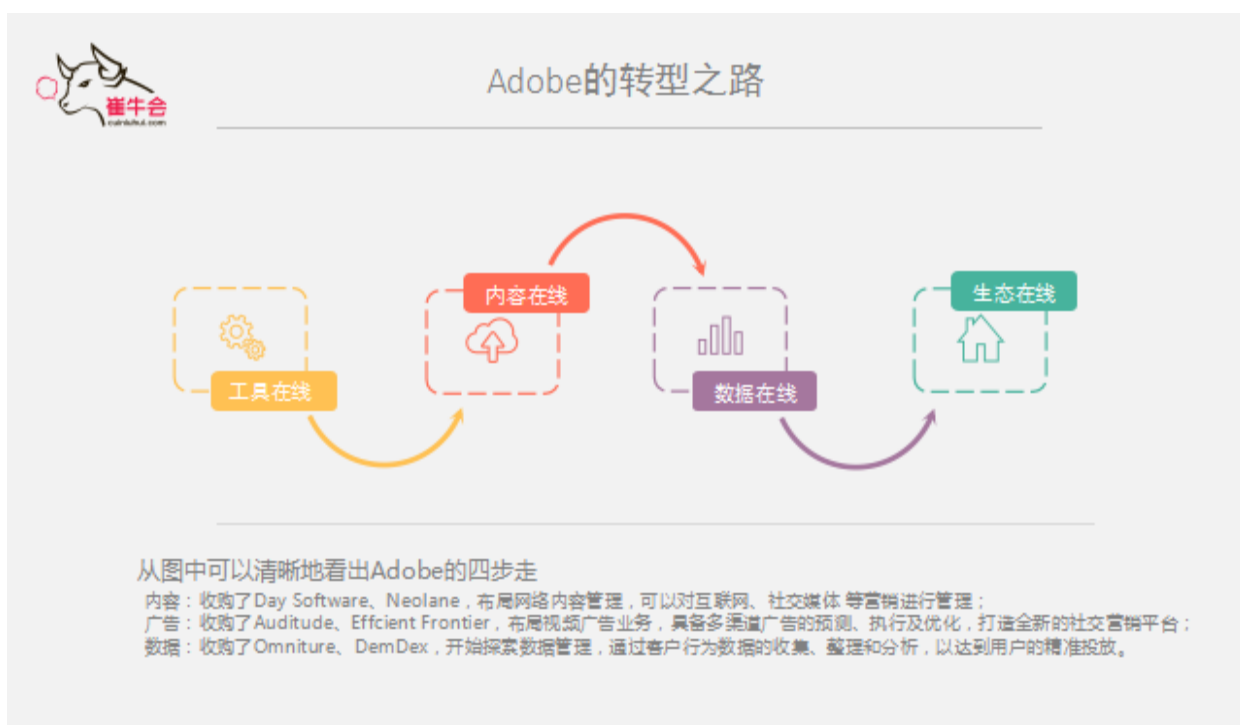 崔牛会
cuiniuhui.com
Adobe的转型之路
内容在线
生态在线
工具在线
数据在线
从图中可以清晰地看出Adobe的四步走
内容：收购了Day Software、Neolane，布局网络内容管理，可以对互联网、社交媒体 等营销进行管理；
广告：收购了Auditude、Effcient Frontier，布局视频广告业务，具备多渠道广告的预测、执行及优化，打造全新的社交营销平台；
数据：收购了Omniture、DemDex，开始探索数据管理，通过客户行为数据的收集、整理和分析，以达到用户的精准投放。